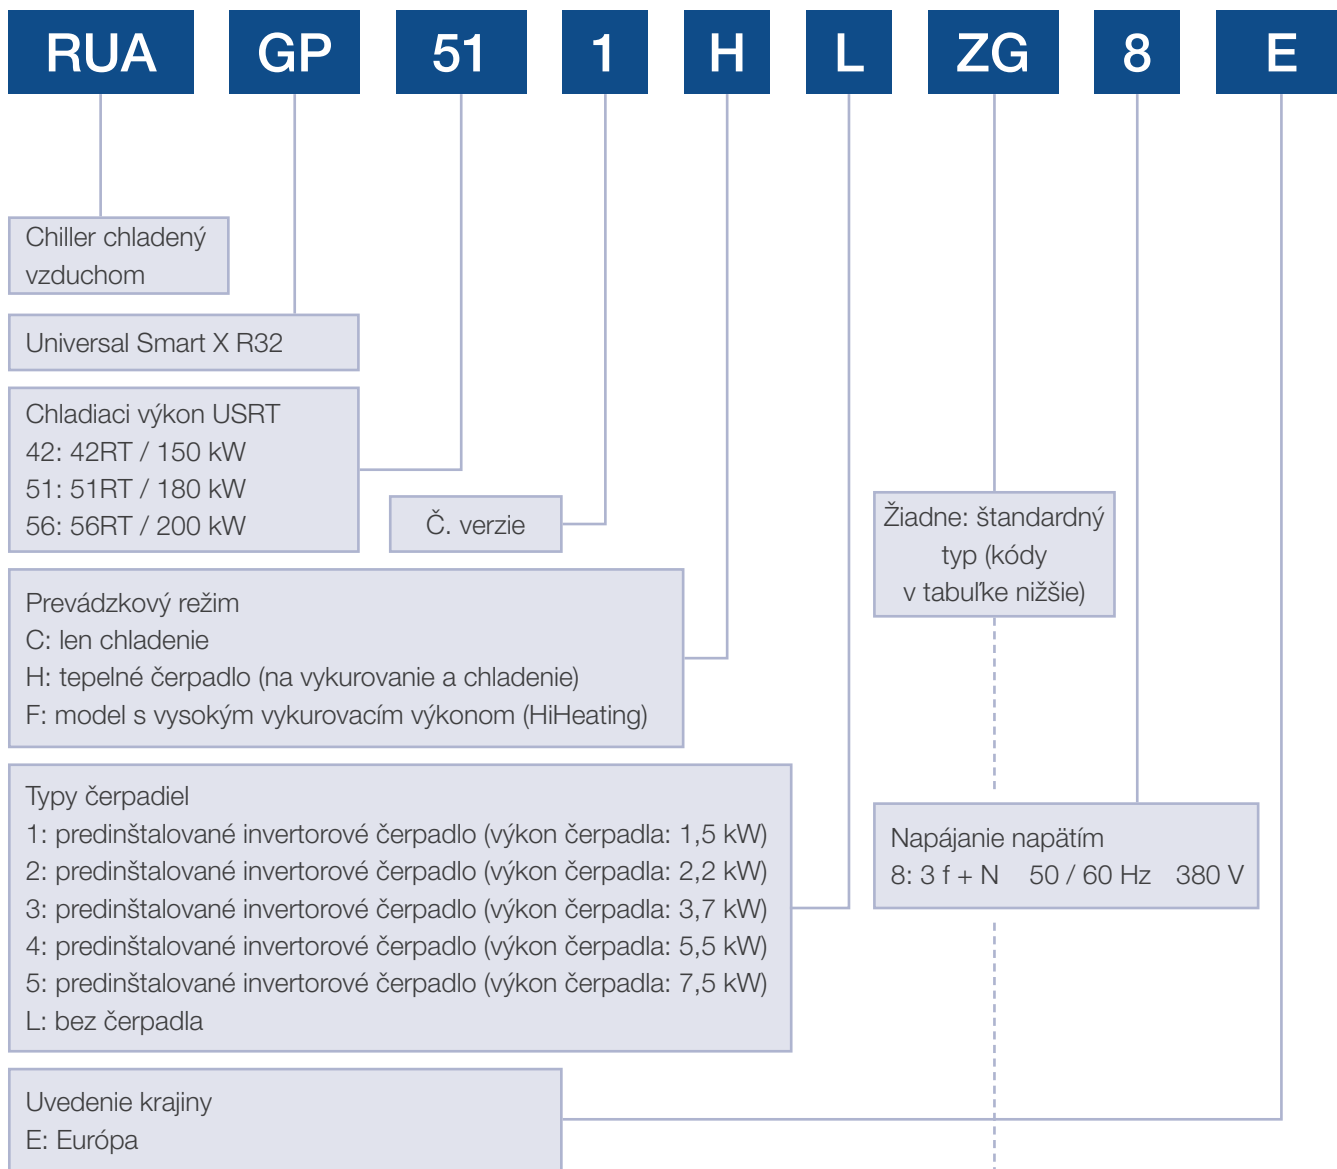 RUA GP 51 1 H L ZG 8 E
Chiller chladený
vzduchom
Universal Smart X R32
Chladiaci výkon USRT
42: 42RT / 150 kW
51: 51RT / 180 kW
56: 56RT / 200 kW
Č. verzie
Žiadne: štandardný
typ (kódy
v tabuľke nižšie)
Prevádzkový režim
C: len chladenie
H: tepelné čerpadlo (na vykurovanie a chladenie)
F: model s vysokým vykurovacím výkonom (HiHeating)
Typy čerpadiel
1: predinštalované invertorové čerpadlo (výkon čerpadla: 1,5 kW)
2: predinštalované invertorové čerpadlo (výkon čerpadla: 2,2 kW)
3: predinštalované invertorové čerpadlo (výkon čerpadla: 3,7 kW)
4: predinštalované invertorové čerpadlo (výkon čerpadla: 5,5 kW)
5: predinštalované invertorové čerpadlo (výkon čerpadla: 7,5 kW)
L: bez čerpadla
Napájanie napätím
8: 3 f + N 50 / 60 Hz 380 V
Uvedenie krajiny
E: Európa